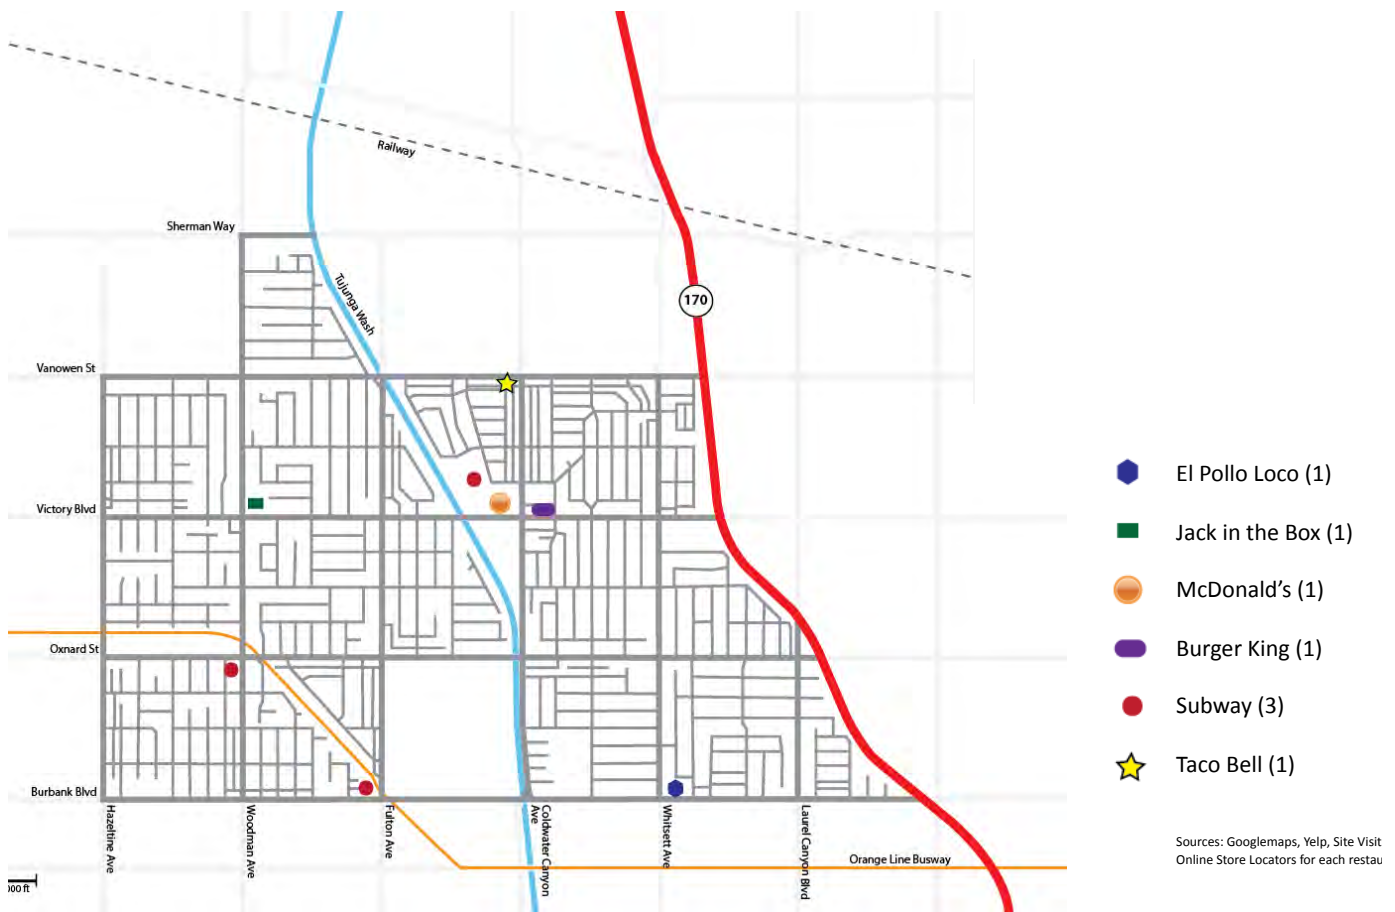 Railway
Sherman Way
Tujunga Wash
170
Vanowen St
Victory Blvd
Oxnard St
Burbank Blvd
Hazeltine Ave
Woodman Ave
Fulton Ave
Coldwater Canyon
Ave
Whitsett Ave
Laurel Canyon Blvd
Orange Line Busway
000 ft
El Pollo Loco (1)
Jack in the Box (1)
McDonald’s (1)
Burger King (1)
Subway (3)
Taco Bell (1)
Sources: Googlemaps, Yelp, Site Visit
Online Store Locators for each restau